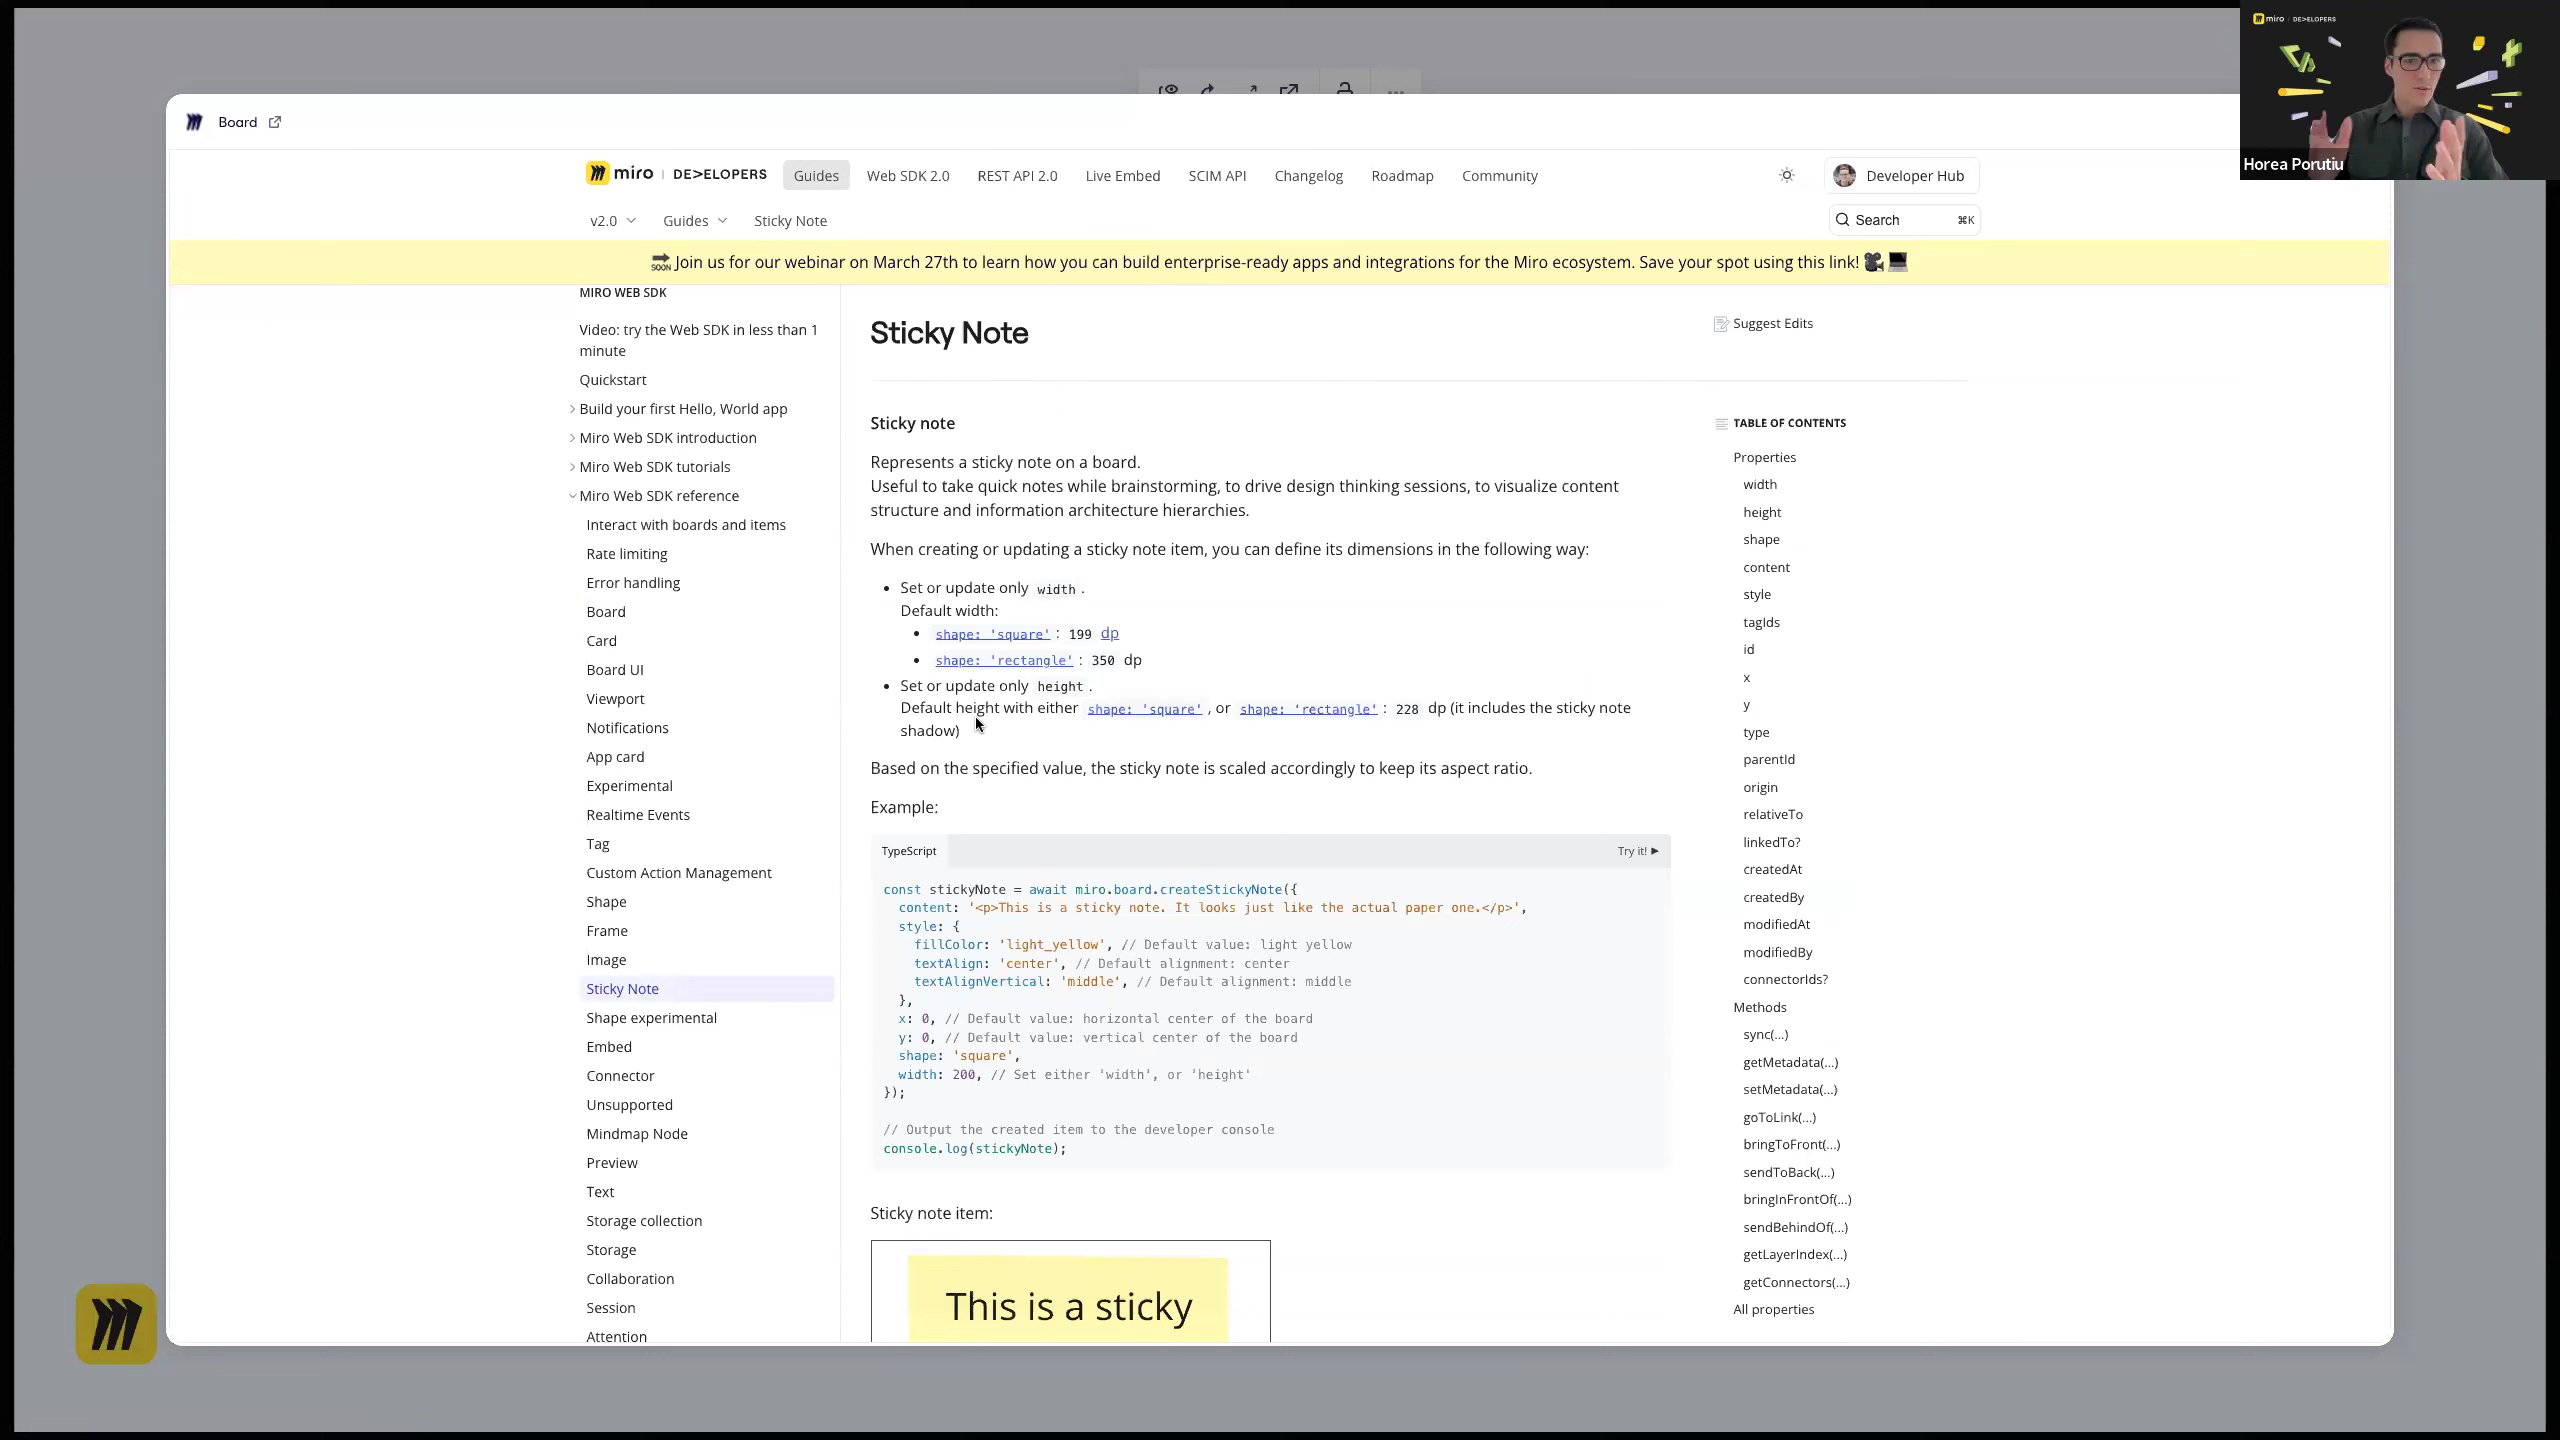 Board
miro | DE>ELOPERS
Guides
Web SDK 2.0
REST API 2.0
Live Embed
SCIM API
Changelog
Roadmap
Community
Developer Hub
v2.0
Guides
Sticky Note
Search
⌘K
SOON Join us for our webinar on March 27th to learn how you can build enterprise-ready apps and integrations for the Miro ecosystem. Save your spot using this link!
MIRO WEB SDK
Video: try the Web SDK in less than 1
minute
Quickstart
Build your first Hello, World app
Miro Web SDK introduction
Miro Web SDK tutorials
Miro Web SDK reference
Interact with boards and items
Rate limiting
Error handling
Board
Card
Board UI
Viewport
Notifications
App card
Experimental
Realtime Events
Tag
Custom Action Management
Shape
Frame
Image
Sticky Note
Shape experimental
Embed
Connector
Unsupported
Mindmap Node
Preview
Text
Storage collection
Storage
Collaboration
Session
Attention
Sticky Note
Sticky note
Represents a sticky note on a board.
Useful to take quick notes while brainstorming, to drive design thinking sessions, to visualize content
structure and information architecture hierarchies.
When creating or updating a sticky note item, you can define its dimensions in the following way:
• Set or update only width .
Default width:
• shape: 'square' : 199 dp
• shape: 'rectangle' : 350 dp
• Set or update only height .
Default height with either shape: 'square' , or shape: 'rectangle' : 228 dp (it includes the sticky note
shadow)
Based on the specified value, the sticky note is scaled accordingly to keep its aspect ratio.
Example:
TypeScript
Try it! ▶
const stickyNote = await miro.board.createStickyNote({
content: '<p>This is a sticky note. It looks just like the actual paper one.</p>',
style: {
fillColor: 'light_yellow', // Default value: light yellow
textAlign: 'center', // Default alignment: center
textAlignVertical: 'middle', // Default alignment: middle
},
x: 0, // Default value: horizontal center of the board
y: 0, // Default value: vertical center of the board
shape: 'square',
width: 200, // Set either 'width', or 'height'
});
// Output the created item to the developer console
console.log(stickyNote);
Sticky note item:
This is a sticky
Suggest Edits
TABLE OF CONTENTS
Properties
width
height
shape
content
style
tagIds
id
x
y
type
parentId
origin
relativeTo
linkedTo?
createdAt
createdBy
modifiedAt
modifiedBy
connectorIds?
Methods
sync(...)
getMetadata(...)
setMetadata(...)
goToLink(...)
bringToFront(...)
sendToBack(...)
bringInFrontOf(...)
sendBehindOf(...)
getLayerIndex(...)
getConnectors(...)
All properties
miro | DE>ELOPERS
Horea Porutiu